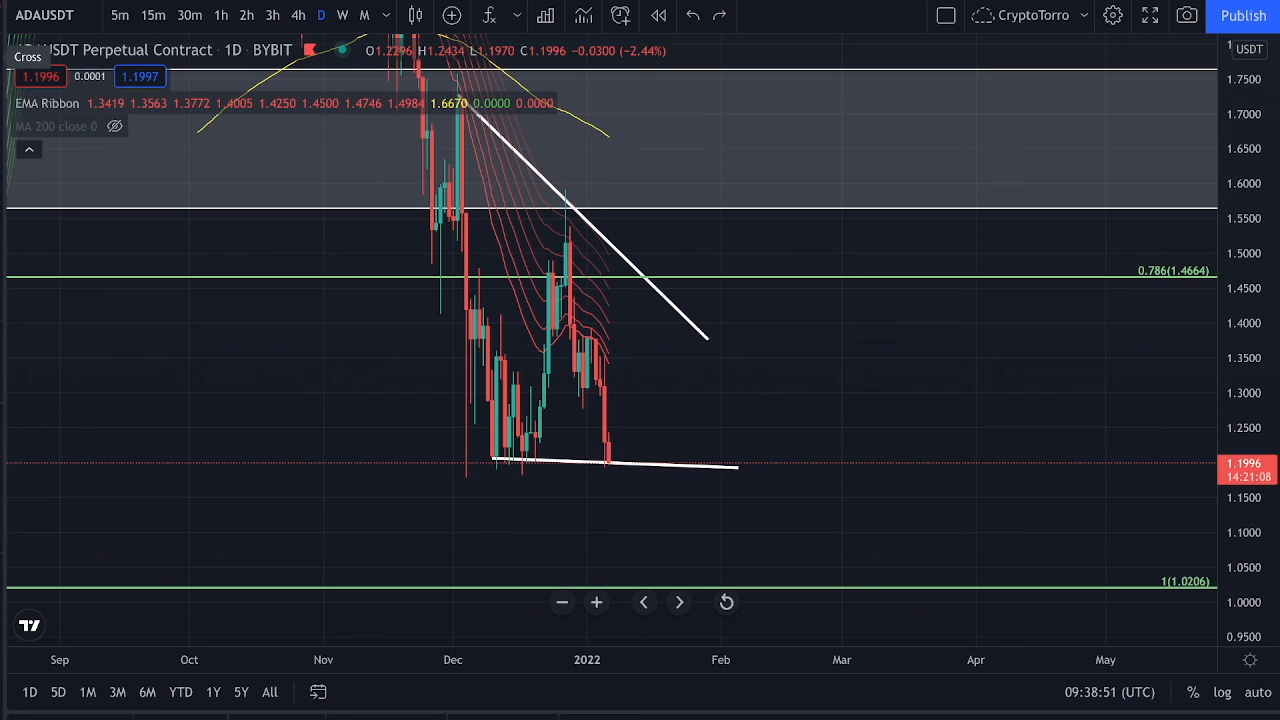 ADAUSDT 5m 15m 30m 1h 2h 3h 4h D W M CryptoTorro Publish
USDT Perpetual Contract · 1D · BYBIT O1.2296 H1.2434 L1.1970 C1.1996 −0.0300 (−2.44%) USDT
Cross
1.1996 0.0001 1.1997
1.7500
EMA Ribbon 1.3419 1.3563 1.3772 1.4005 1.4250 1.4500 1.4746 1.4984 1.6670 0.0000 0.0000
1.7000
MA 200 close 0
1.6500
1.6000
1.5500
1.5000
0.786(1.4664)
1.4500
1.4000
1.3500
1.3000
1.2500
1.1996
14:21:08
1.1500
1.1000
1.0500
1(1.0206)
1.0000
0.9500
Sep Oct Nov Dec 2022 Feb Mar Apr May
1D 5D 1M 3M 6M YTD 1Y 5Y All 09:38:51 (UTC) % log auto